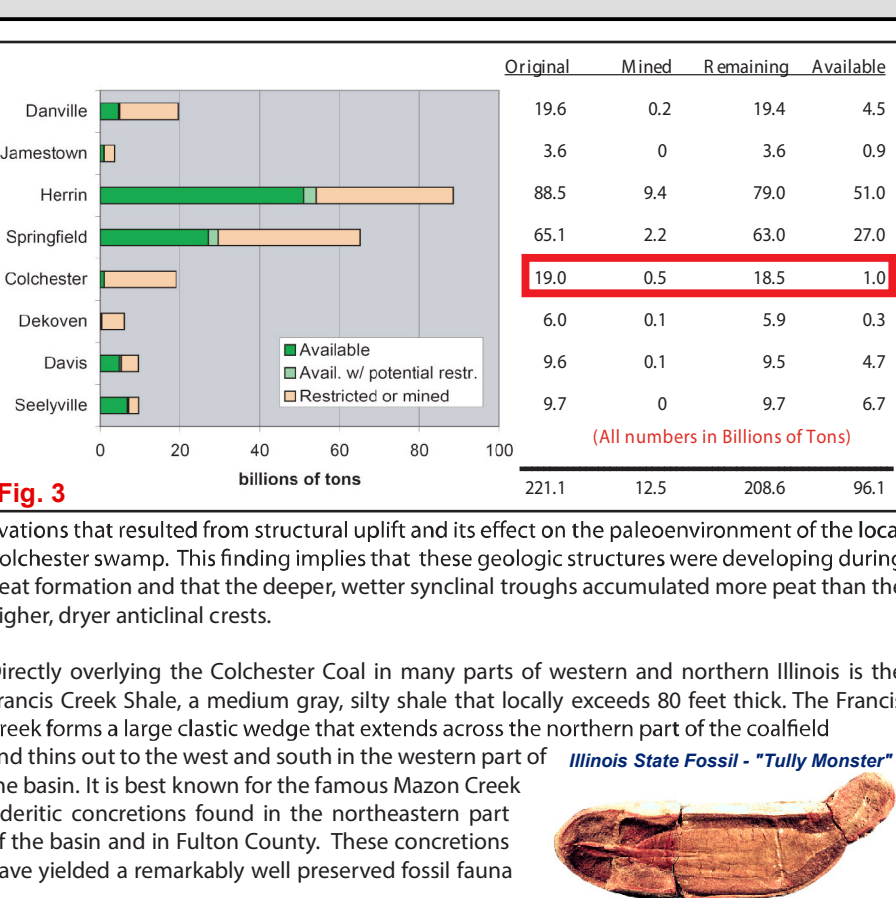 Original Mined Remaining Available
Danville 19.6 0.2 19.4 4.5
Jamestown 3.6 0 3.6 0.9
Herrin 88.5 9.4 79.0 51.0
Springfield 65.1 2.2 63.0 27.0
Colchester 19.0 0.5 18.5 1.0
Dekoven 6.0 0.1 5.9 0.3
Davis 9.6 0.1 9.5 4.7
Seelyville 9.7 0 9.7 6.7
Available
Avail. w/ potential restr.
Restricted or mined
0 20 40 60 80 100
billions of tons
(All numbers in Billions of Tons)
221.1 12.5 208.6 96.1
Fig. 3
vations that resulted from structural uplift and its effect on the paleoenvironment of the loca
olchester swamp. This finding implies that these geologic structures were developing during
eat formation and that the deeper, wetter synclinal troughs accumulated more peat than the
igher, dryer anticlinal crests.
irectly overlying the Colchester Coal in many parts of western and northern Illinois is the
rancis Creek Shale, a medium gray, silty shale that locally exceeds 80 feet thick. The Francis
reek forms a large clastic wedge that extends across the northern part of the coalfield
nd thins out to the west and south in the western part of
he basin. It is best known for the famous Mazon Creek
deritic concretions found in the northeastern part
f the basin and in Fulton County. These concretions
ave yielded a remarkably well preserved fossil fauna
Illinois State Fossil - "Tully Monster"